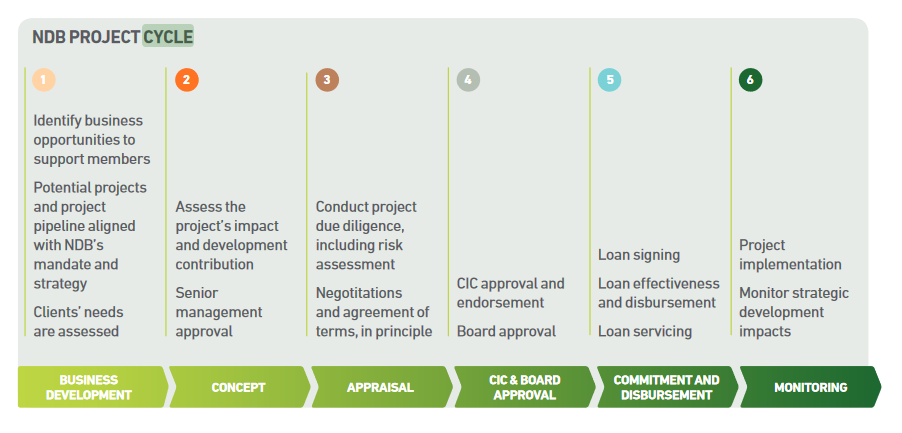 NDB PROJECT CYCLE
1
Identify business
opportunities to
support members
Potential projects
and project
pipeline aligned
with NDB's
mandate and
strategy
Clients' needs
are assessed
BUSINESS
DEVELOPMENT
2
Assess the
project's impact
and development
contribution
Senior
management
approval
CONCEPT
3
Conduct project
due diligence,
including risk
assessment
Negotitations
and agreement of
terms, in principle
APPRAISAL
4
CIC approval and
endorsement
Board approval
CIC & BOARD
APPROVAL
5
Loan signing
Loan effectiveness
and disbursement
Loan servicing
COMMITMENT AND
DISBURSEMENT
6
Project
implementation
Monitor strategic
development
impacts
MONITORING